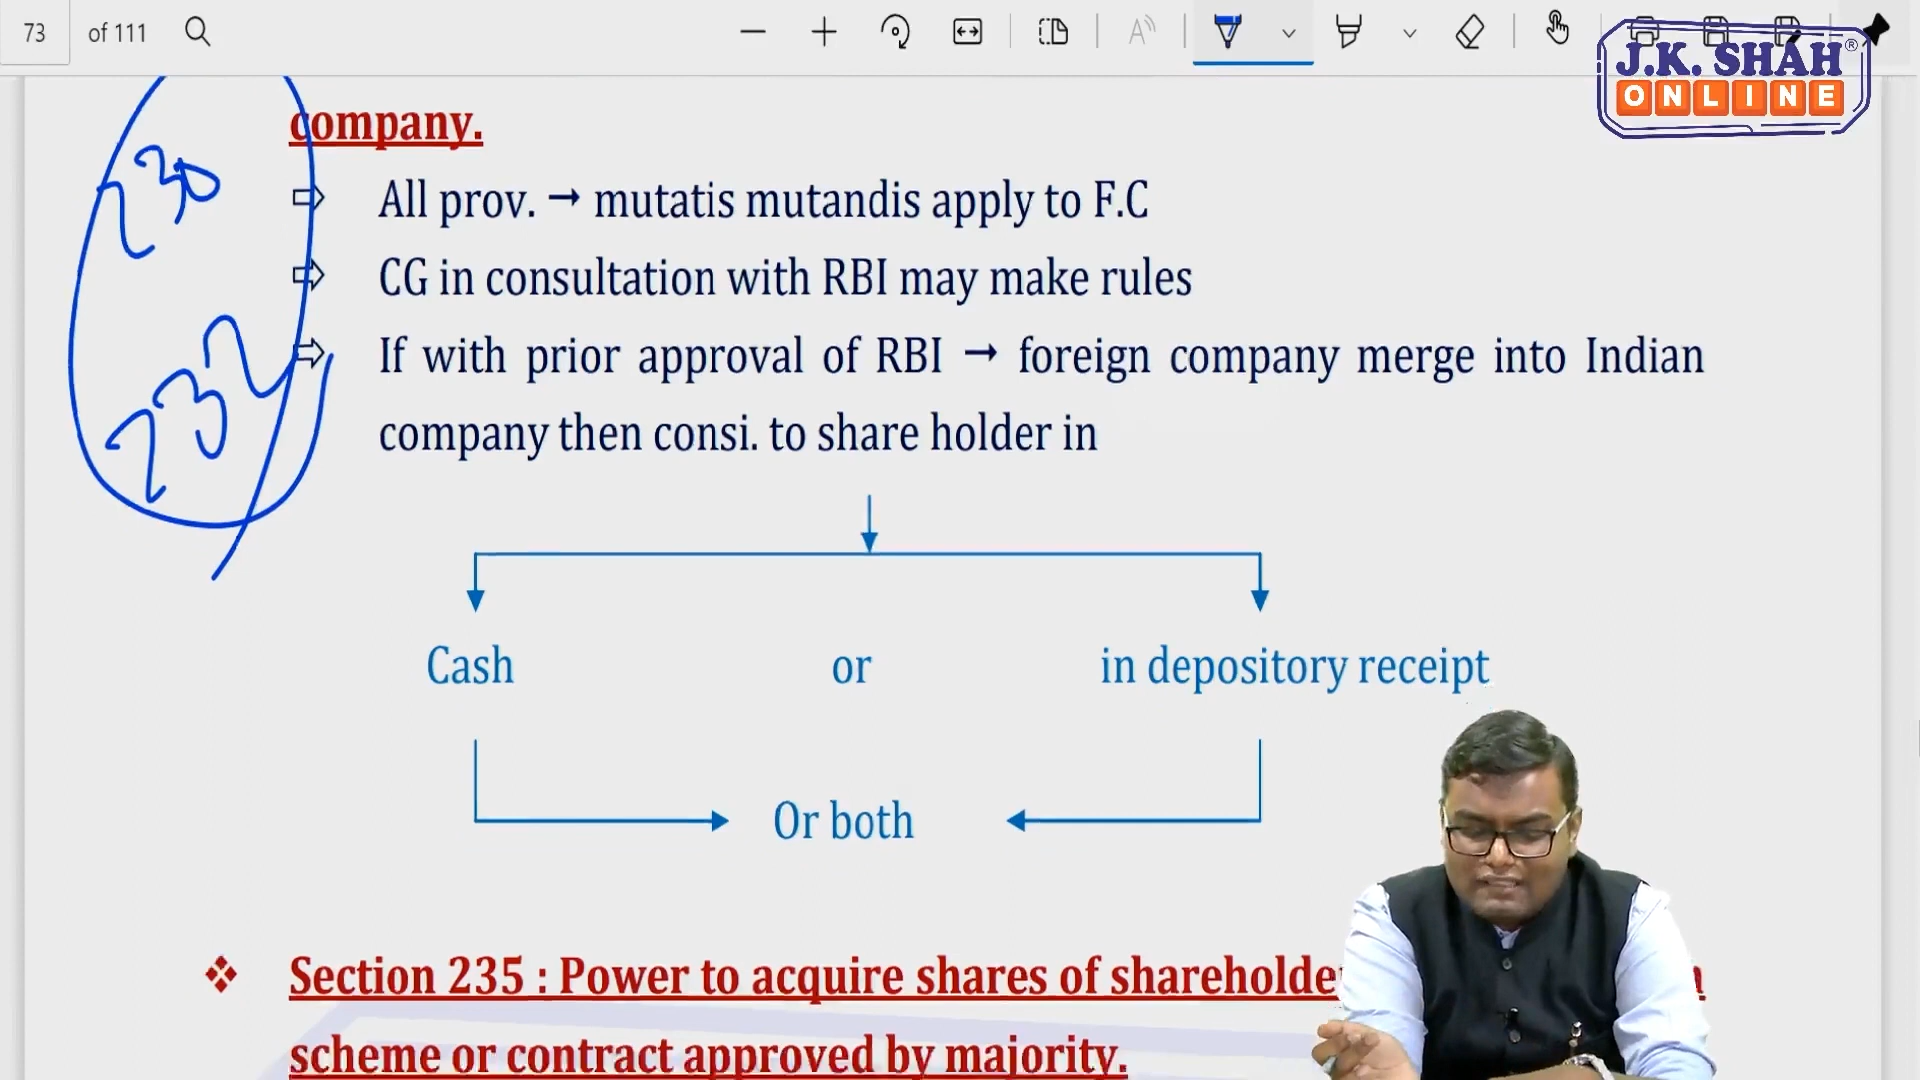 73 of 111
J.K. SHAH®
ONLINE
company.
230
232
All prov. → mutatis mutandis apply to F.C
CG in consultation with RBI may make rules
If with prior approval of RBI → foreign company merge into Indian
company then consi. to share holder in
Cash or in depository receipt
Or both
Section 235 : Power to acquire shares of
scheme or contract approved by majority.